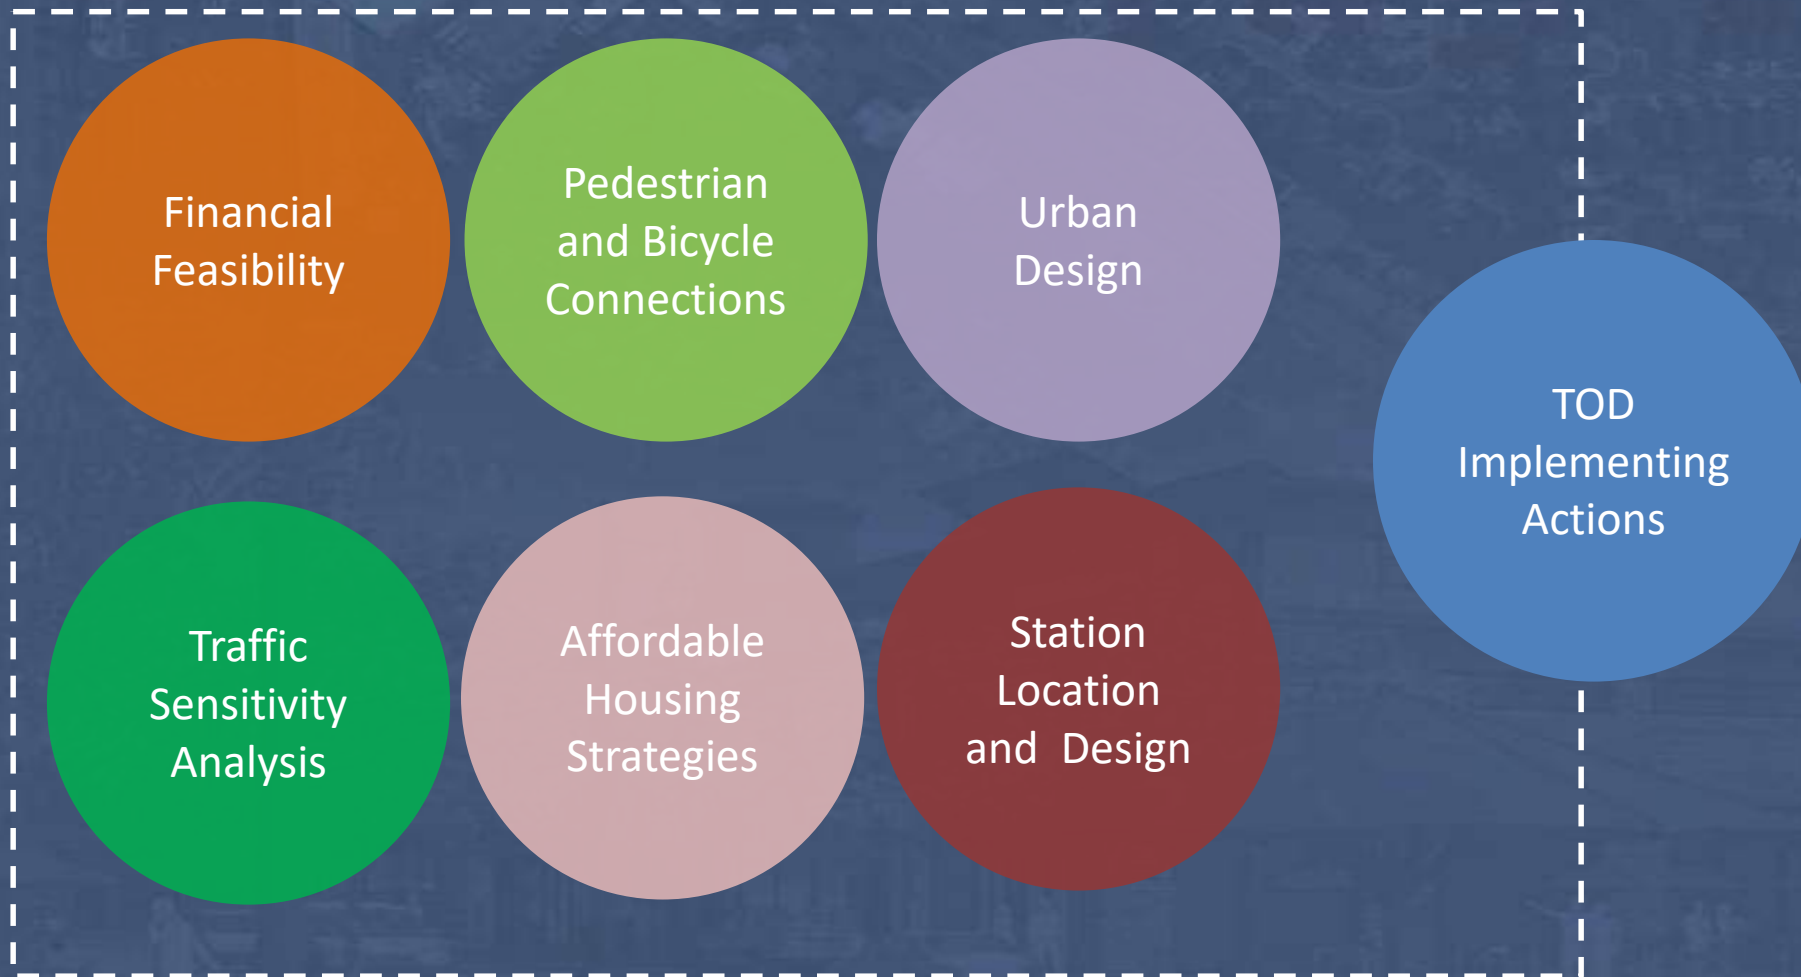 Financial
Feasibility
Pedestrian
and Bicycle
Connections
Urban
Design
TOD
Implementing
Actions
Traffic
Sensitivity
Analysis
Affordable
Housing
Strategies
Station
Location
and  Design